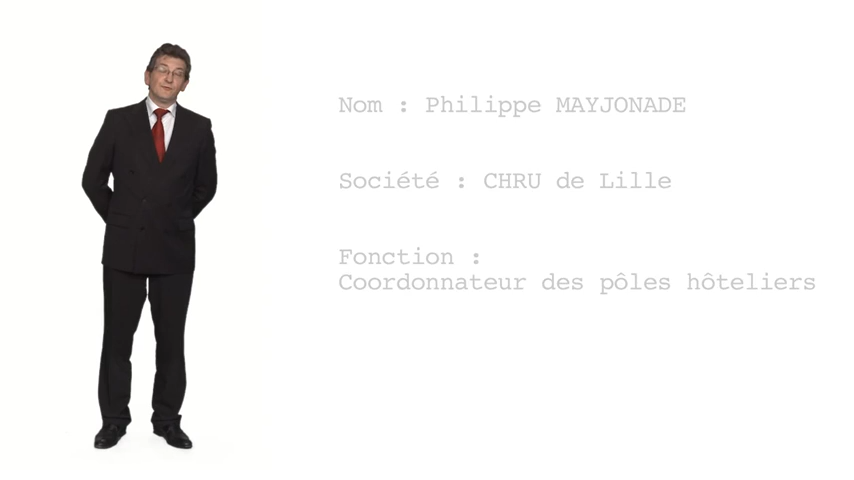 Nom : Philippe MAYJONADE
Société : CHRU de Lille
Fonction :
Coordonnateur des pôles hôteliers